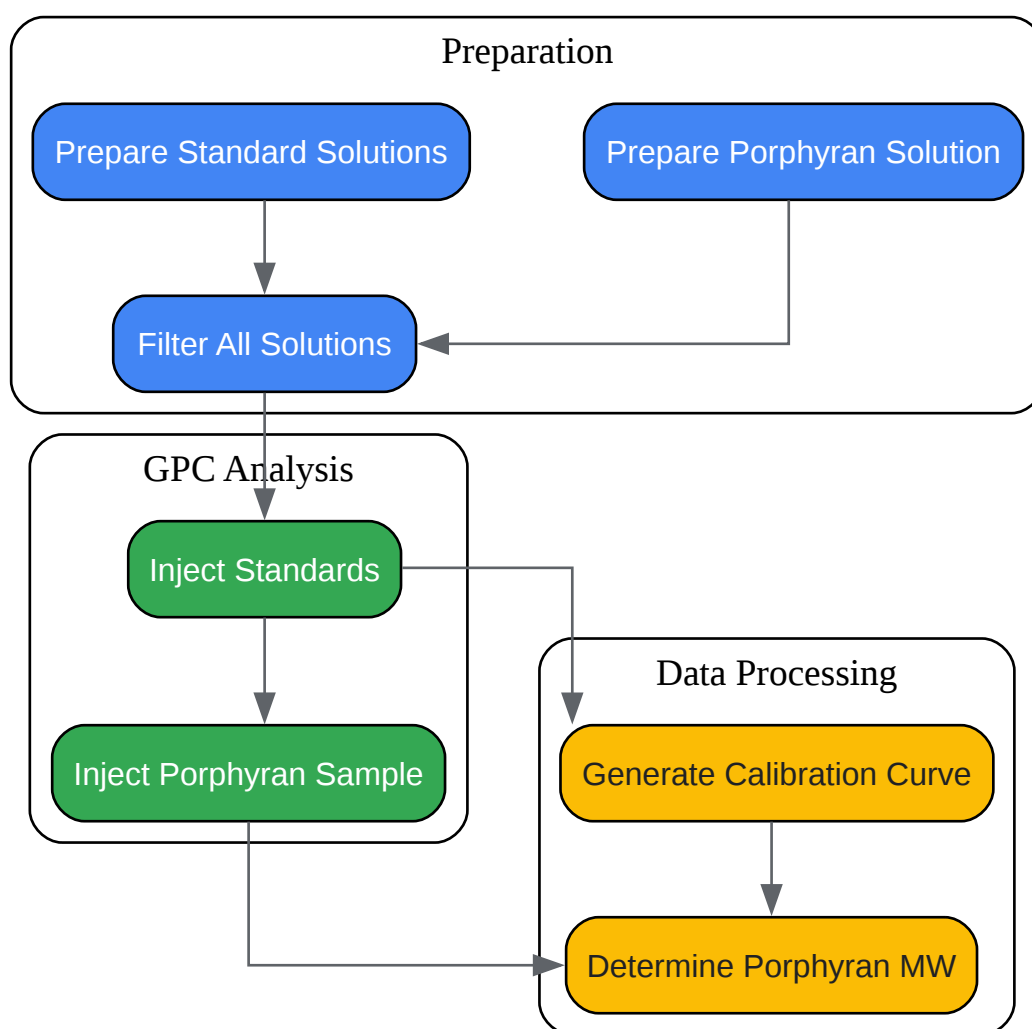 Preparation
Prepare Standard Solutions
Prepare Porphyran Solution
Filter All Solutions
GPC Analysis
Inject Standards
Data Processing
Inject Porphyran Sample
Generate Calibration Curve
Determine Porphyran MW